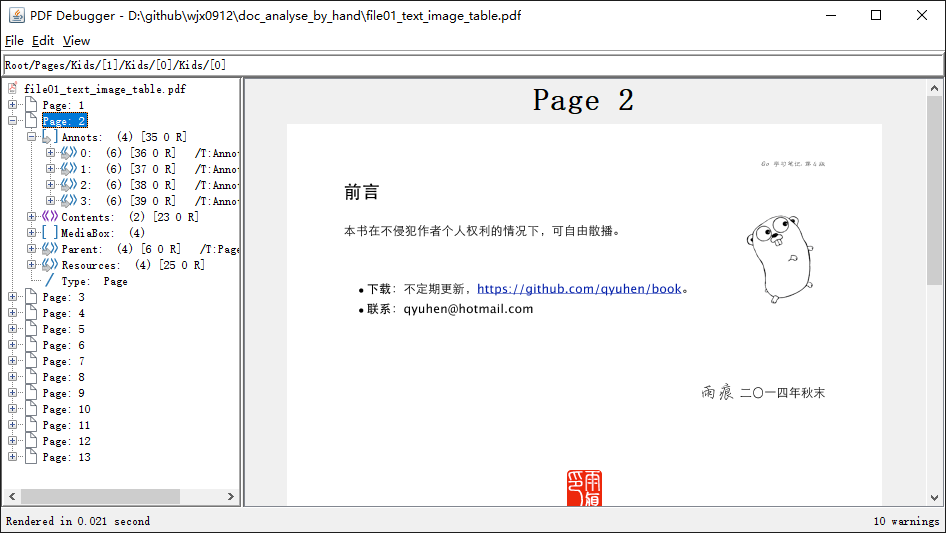 PDF Debugger - D:\github\wjx0912\doc_analyse_by_hand\file01_text_image_table.pdf
File Edit View
Root/Pages/Kids/[1]/Kids/[0]/Kids/[0]
file01_text_image_table.pdf
Page: 1
Page: 2
Annots: (4) [35 0 R]
0: (6) [36 0 R] /T:Anno
1: (6) [37 0 R] /T:Anno
2: (6) [38 0 R] /T:Anno
3: (6) [39 0 R] /T:Anno
Contents: (2) [23 0 R]
MediaBox: (4)
Parent: (4) [6 0 R] /T:Page
Resources: (4) [25 0 R]
Type: Page
Page: 3
Page: 4
Page: 5
Page: 6
Page: 7
Page: 8
Page: 9
Page: 10
Page: 11
Page: 12
Page: 13
Page 2
Go 学习笔记, 第 4 版
前言
本书在不侵犯作者个人权利的情况下，可自由散播。
• 下载：不定期更新，https://github.com/qyuhen/book。
• 联系：qyuhen@hotmail.com
雨痕 二〇一四年秋末
Rendered in 0.021 second
10 warnings